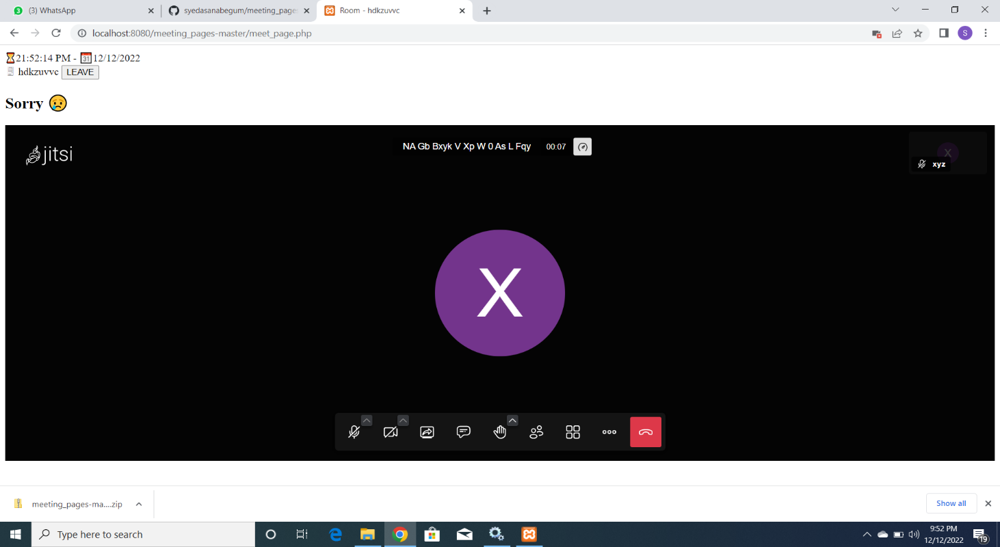 3 (3) WhatsApp
syedasanabegum/meeting_pages
Room - hdkzuvvc
localhost:8080/meeting_pages-master/meet_page.php
S
21:52:14 PM - 31 12/12/2022
hdkzuvvc LEAVE
Sorry 😥
jitsi
NA Gb Bxyk V Xp W 0 As L Fqy 00:07
X
xyz
X
meeting_pages-ma....zip
Show all
Type here to search
9:52 PM
12/12/2022
19